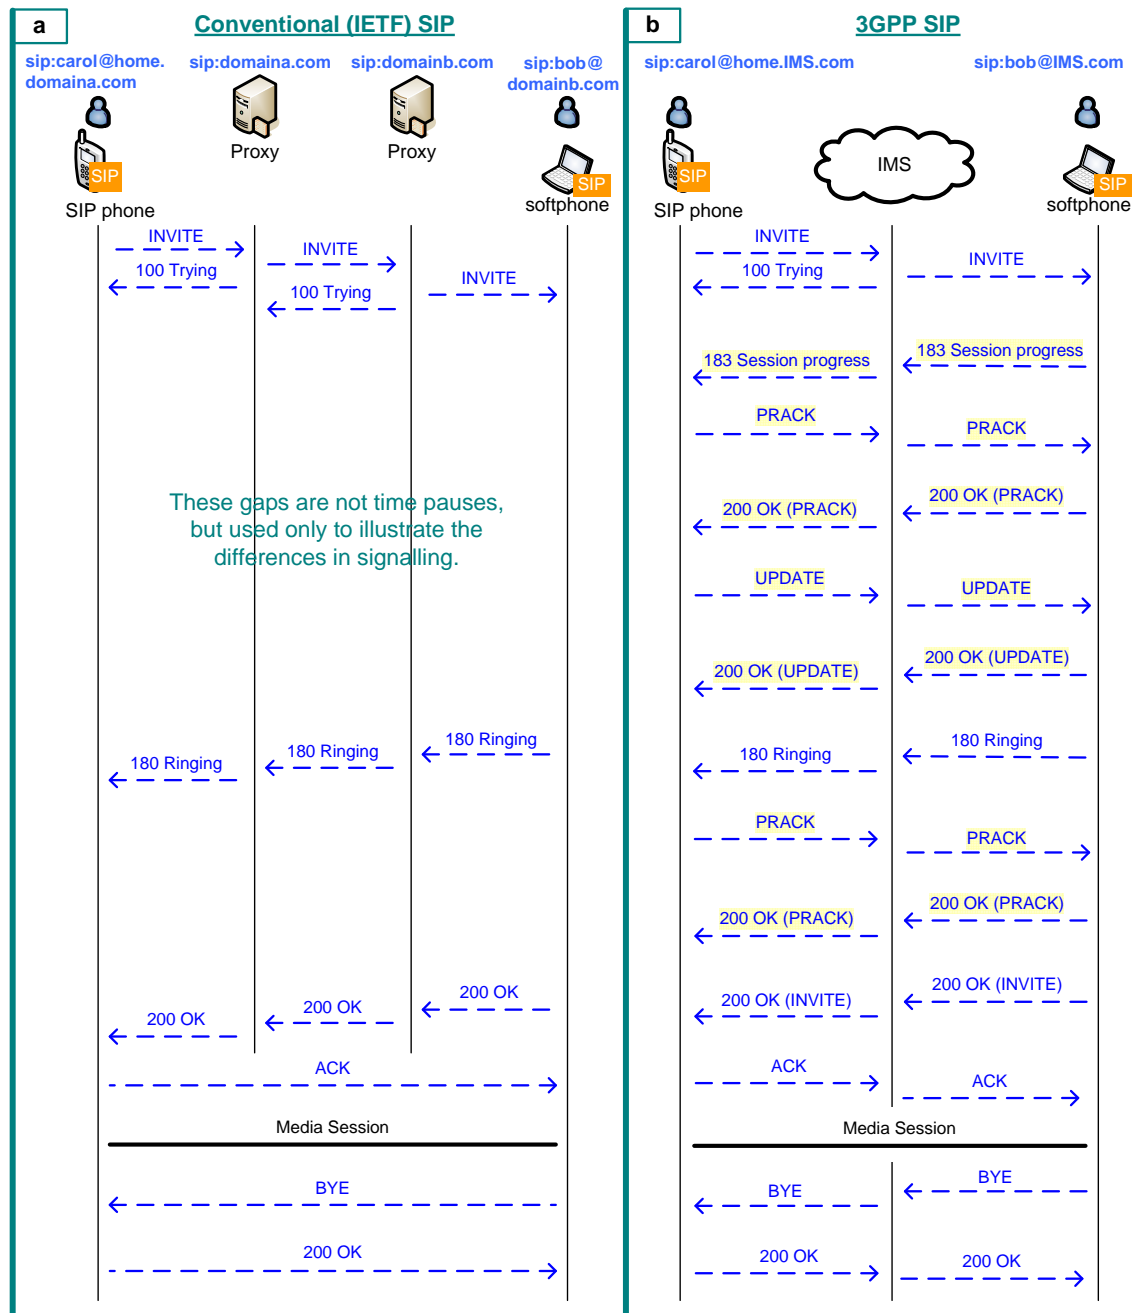 a
Conventional (IETF) SIP
sip:carol@home.
domaina.com
sip:domaina.com
sip:domainb.com
sip:bob@
domainb.com
Proxy
Proxy
SIP
SIP
SIP phone
softphone
INVITE
INVITE
100 Trying
INVITE
100 Trying
These gaps are not time pauses,
but used only to illustrate the
differences in signalling.
180 Ringing
180 Ringing
180 Ringing
200 OK
200 OK
200 OK
ACK
Media Session
BYE
200 OK
b
3GPP SIP
sip:carol@home.IMS.com
sip:bob@IMS.com
IMS
SIP
SIP
SIP phone
softphone
INVITE
INVITE
100 Trying
183 Session progress
183 Session progress
PRACK
PRACK
200 OK (PRACK)
200 OK (PRACK)
UPDATE
UPDATE
200 OK (UPDATE)
200 OK (UPDATE)
180 Ringing
180 Ringing
PRACK
PRACK
200 OK (PRACK)
200 OK (PRACK)
200 OK (INVITE)
200 OK (INVITE)
ACK
ACK
Media Session
BYE
BYE
200 OK
200 OK